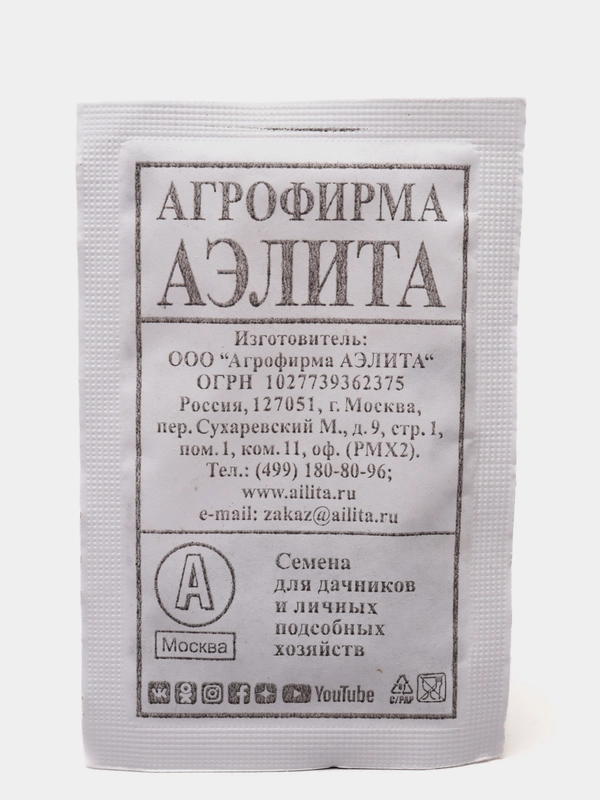 АГРОФИРМА
АЭЛИТА
Изготовитель:
ООО “Агрофирма АЭЛИТА“
ОГРН 1027739362375
Россия, 127051, г. Москва,
пер. Сухаревский М., д. 9, стр. 1,
пом. 1, ком. 11, оф. (РМХ2).
Тел.: (499) 180-80-96;
www.ailita.ru
e-mail: zakaz@ailita.ru
А
Москва
Семена
для дачников
и личных
подсобных
хозяйств
YouTube
C/PAP